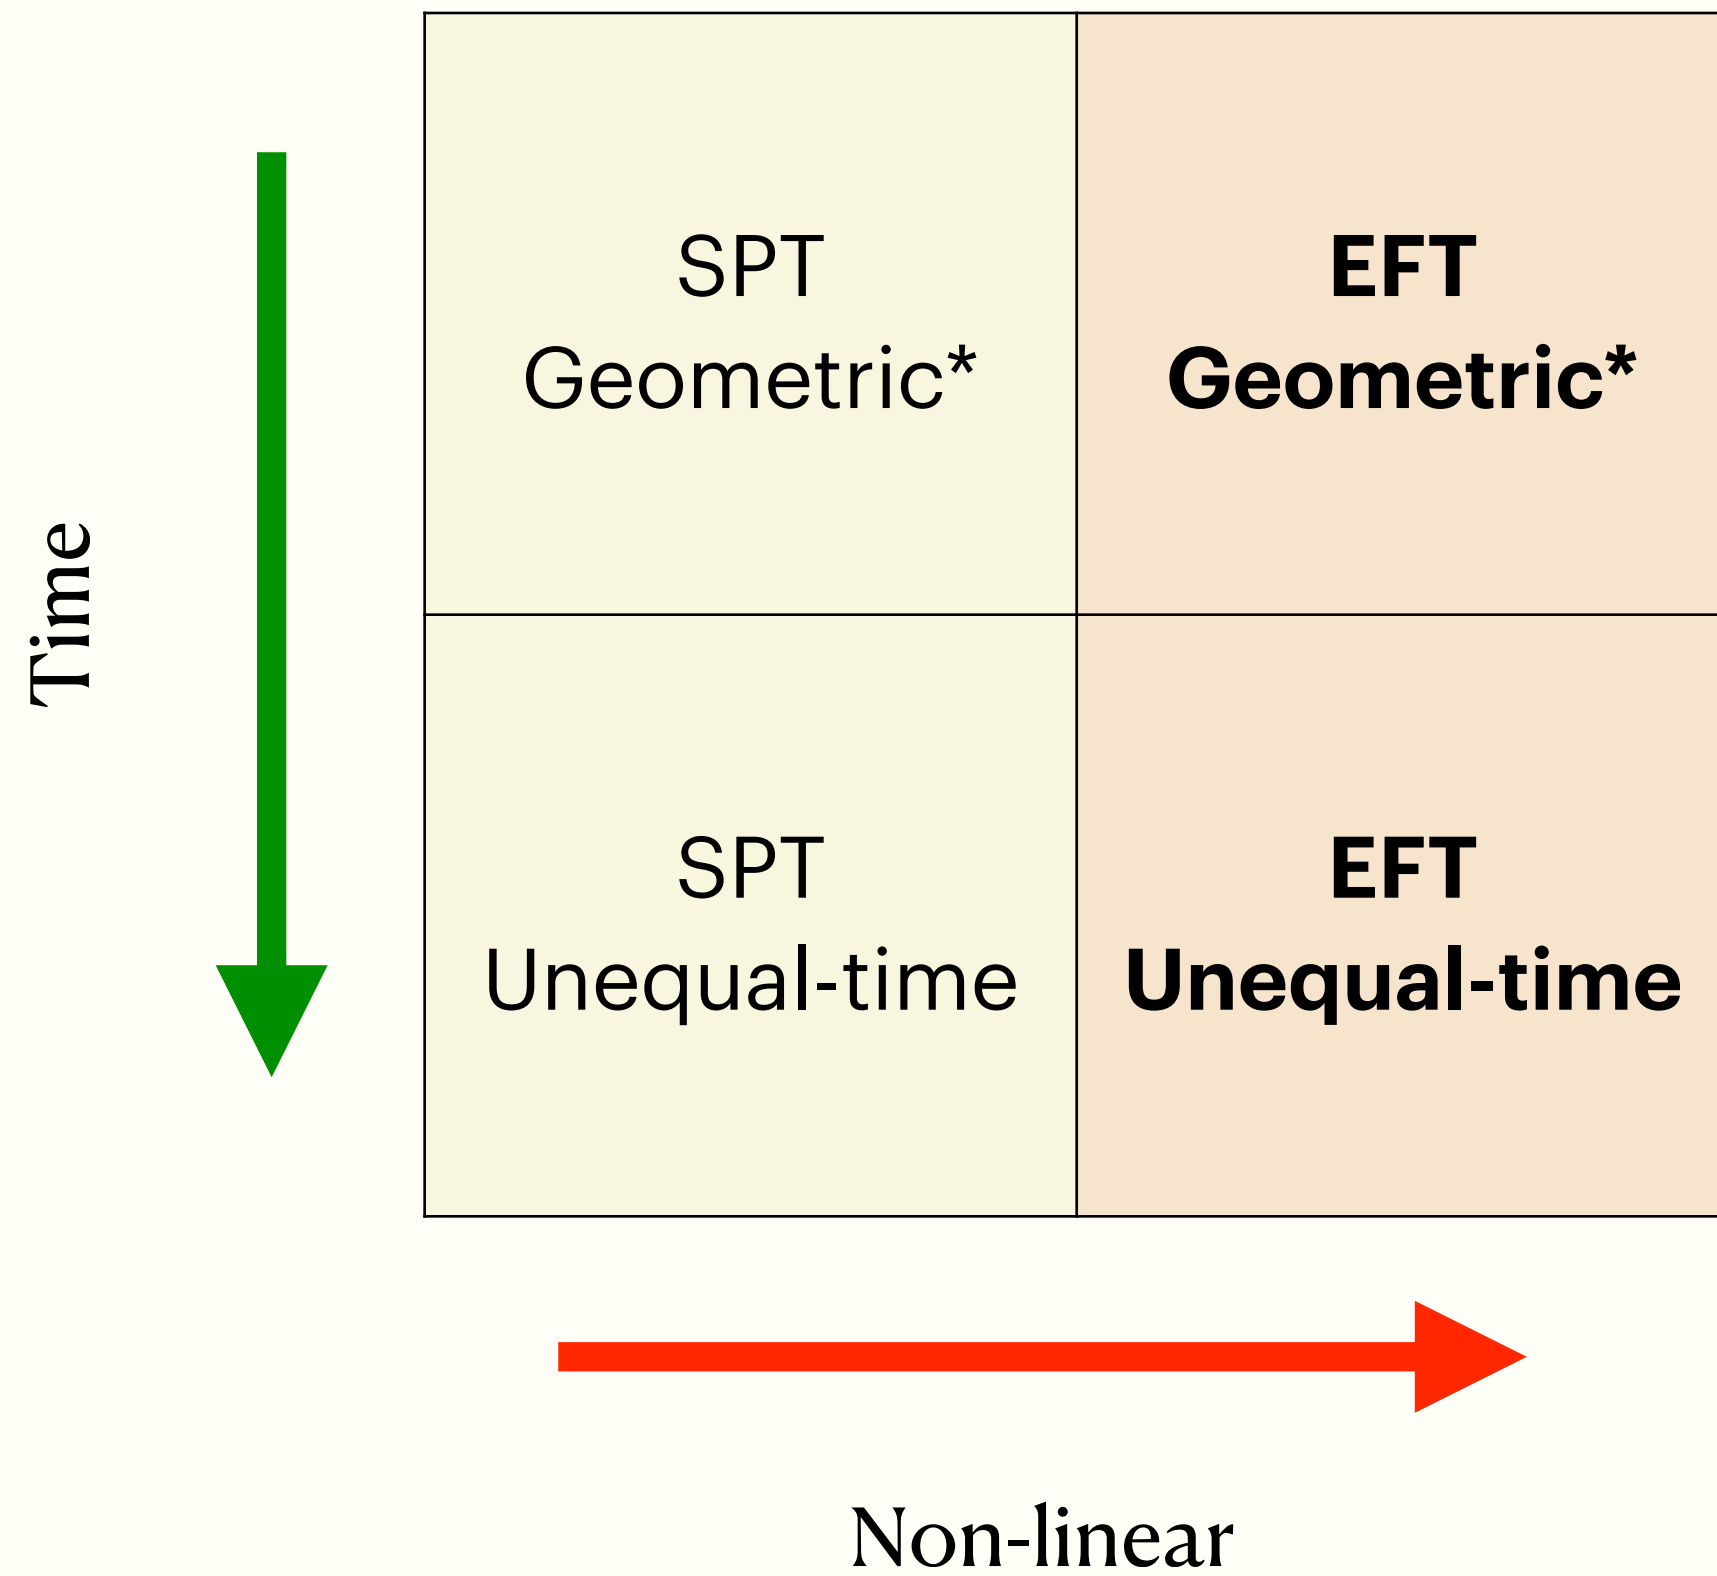 SPT
Geometric*
EFT
Geometric*
Time
SPT
Unequal-time
EFT
Unequal-time
Non-linear